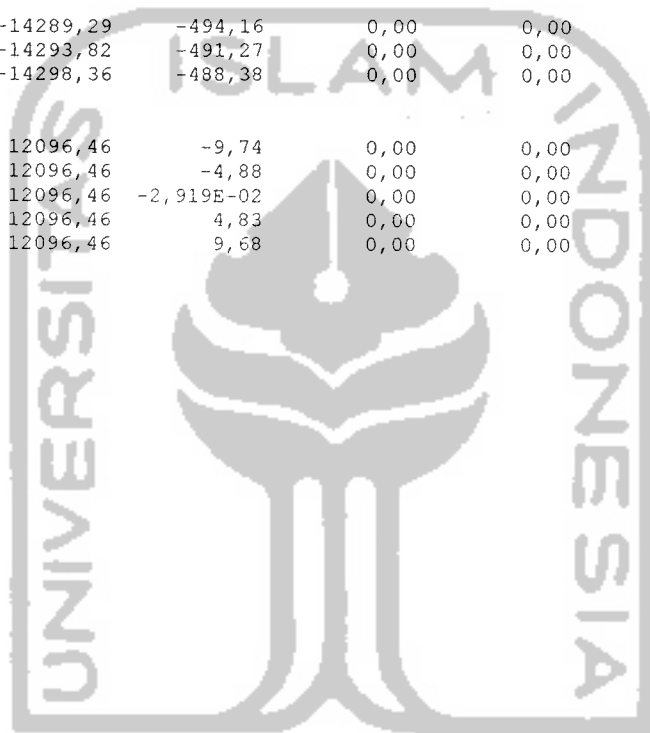 -14289,29 -494,16 0,00 0,00
-14293,82 -491,27 0,00 0,00
-14298,36 -488,38 0,00 0,00
12096,46 -9,74 0,00 0,00
12096,46 -4,88 0,00 0,00
12096,46 -2,919E-02 0,00 0,00
12096,46 4,83 0,00 0,00
12096,46 9,68 0,00 0,00
UNIVERSITAS
ISLAM
INDONESIA